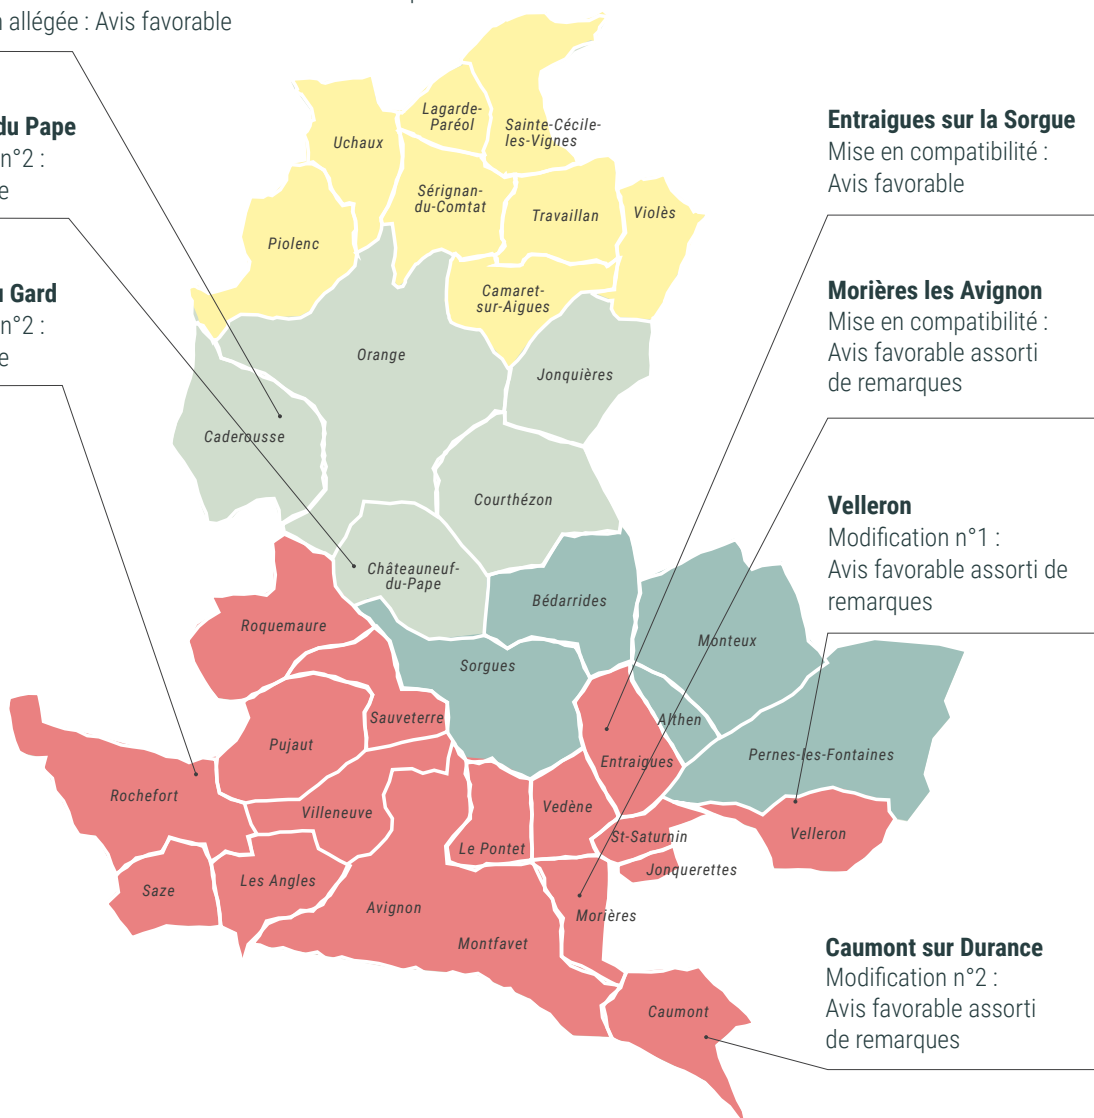 allégée : Avis favorable
du Pape
n°2 :
Gard
n°2 :
Entraigues sur la Sorgue
Mise en compatibilité :
Avis favorable
Morières les Avignon
Mise en compatibilité :
Avis favorable assorti
de remarques
Velleron
Modification n°1 :
Avis favorable assorti de
remarques
Caumont sur Durance
Modification n°2 :
Avis favorable assorti
de remarques
Lagarde-
Paréol
Sainte-Cécile-
les-Vignes
Uchaux
Sérignan-
du-Comtat
Travaillan
Violès
Piolenc
Camaret-
sur-Aigues
Orange
Jonquières
Caderousse
Courthézon
Châteauneuf-
du-Pape
Bédarrides
Roquemaure
Monteux
Sorgues
Sauveterre
Althen
Pujaut
Entraigues
Pernes-les-Fontaines
Rochefort
Villeneuve
Vedène
Velleron
St-Saturnin
Le Pontet
Jonquerettes
Saze
Les Angles
Avignon
Morières
Montfavet
Caumont